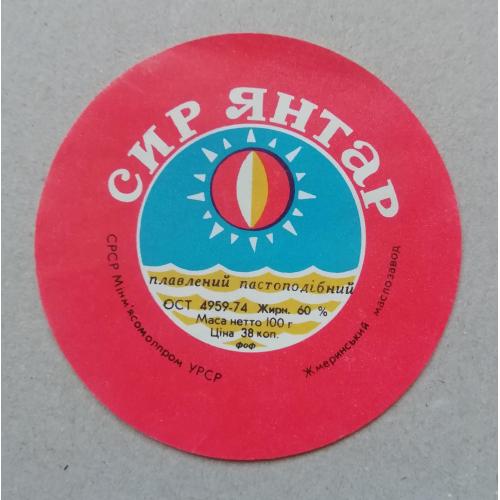 СИР ЯНТАР
плавлений пастоподібний
ОСТ 4959-74 Жирн. 60 %
Маса нетто 100 г
Ціна 38 коп.
фоф
СРСР Мінм'ясомолпром УРСР
Жмеринський маслозавод